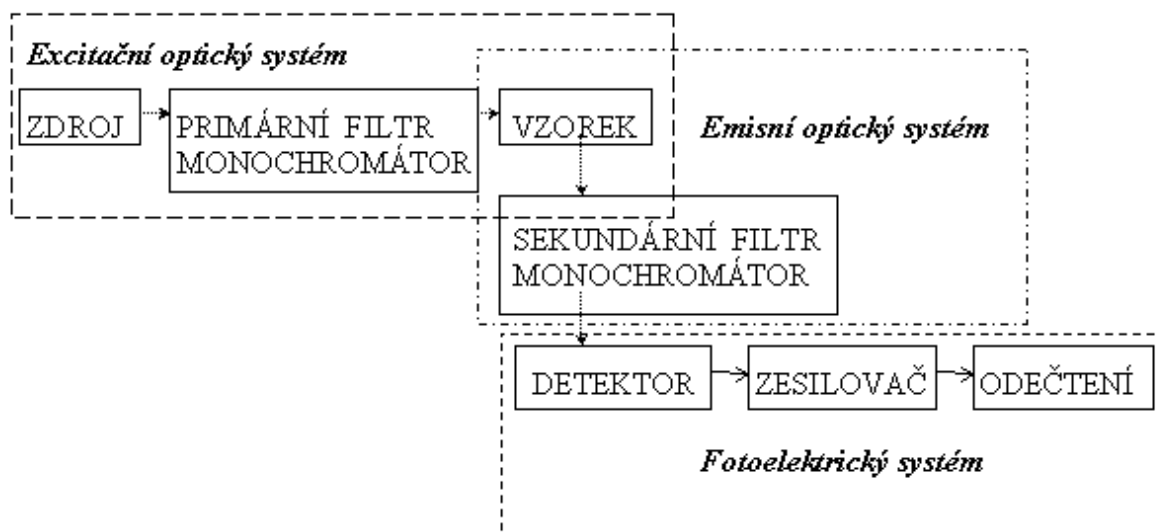 Excitační optický systém
ZDROJ
PRIMÁRNÍ FILTR
MONOCHROMÁTOR
VZOREK
Emisní optický systém
SEKUNDÁRNÍ FILTR
MONOCHROMÁTOR
DETEKTOR
ZESILOVAČ
ODEČTENÍ
Fotoelektrický systém